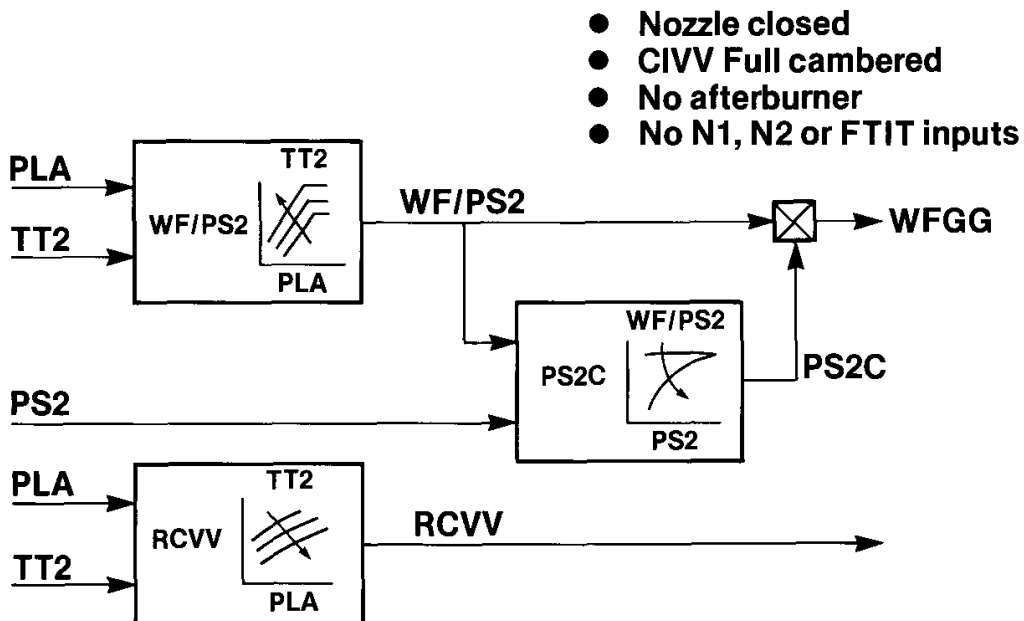 ● Nozzle closed
● CIVV Full cambered
● No afterburner
● No N1, N2 or FTIT inputs
PLA
TT2
TT2
WF/PS2
PLA
WF/PS2
WFGG
PS2
WF/PS2
PS2C
PS2
PS2C
PLA
TT2
TT2
RCVV
PLA
RCVV